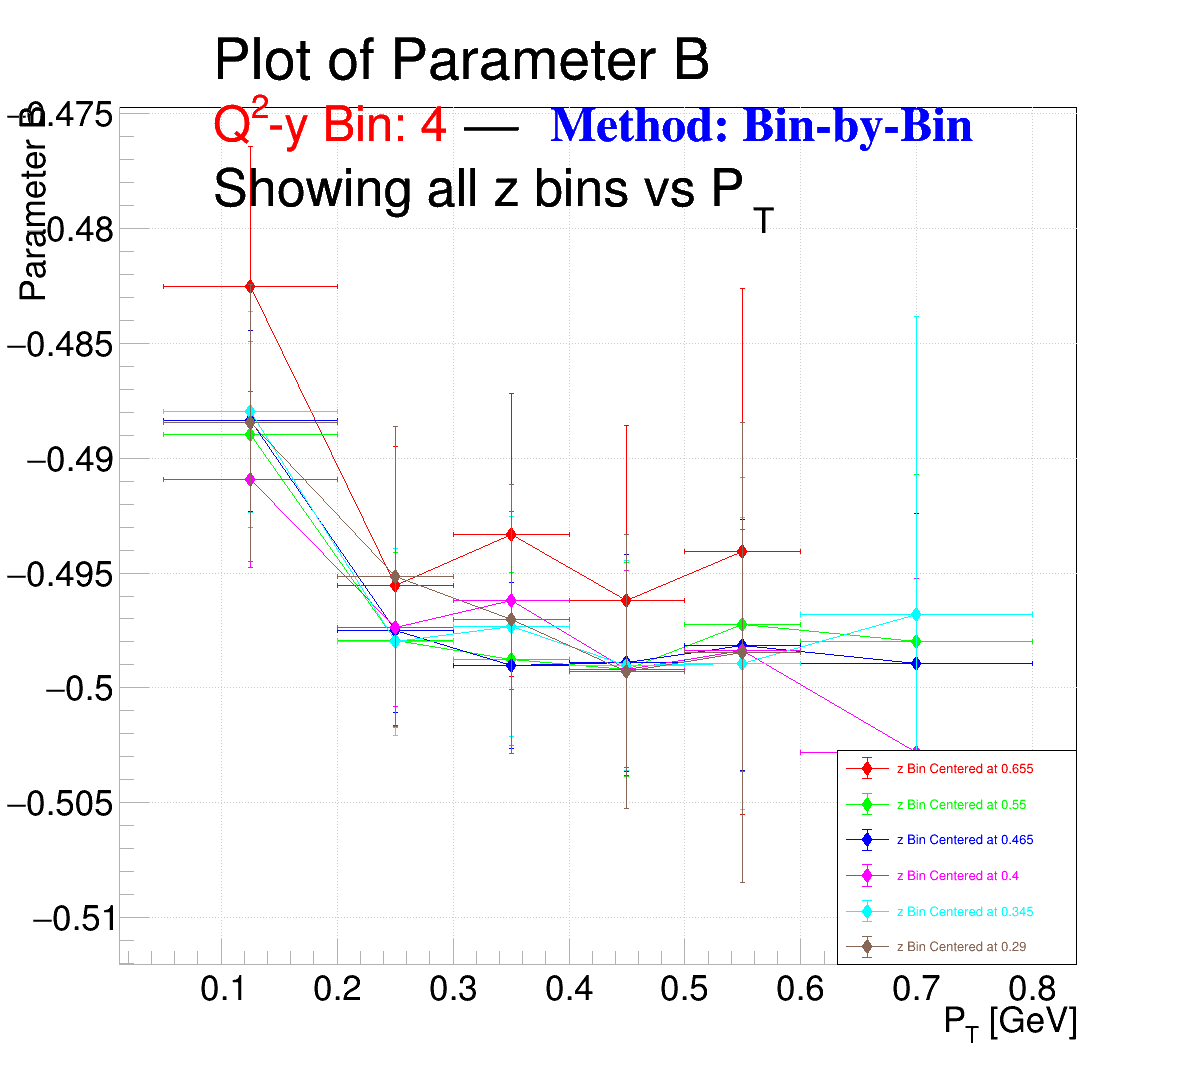 Plot of Parameter B
Q²-y Bin: 4 — Method: Bin-by-Bin
Showing all z bins vs P_T
Parameter B
−0.475
−0.48
−0.485
−0.49
−0.495
−0.5
−0.505
−0.51
z Bin Centered at 0.655
z Bin Centered at 0.55
z Bin Centered at 0.465
z Bin Centered at 0.4
z Bin Centered at 0.345
z Bin Centered at 0.29
0.1 0.2 0.3 0.4 0.5 0.6 0.7 0.8
P_T [GeV]